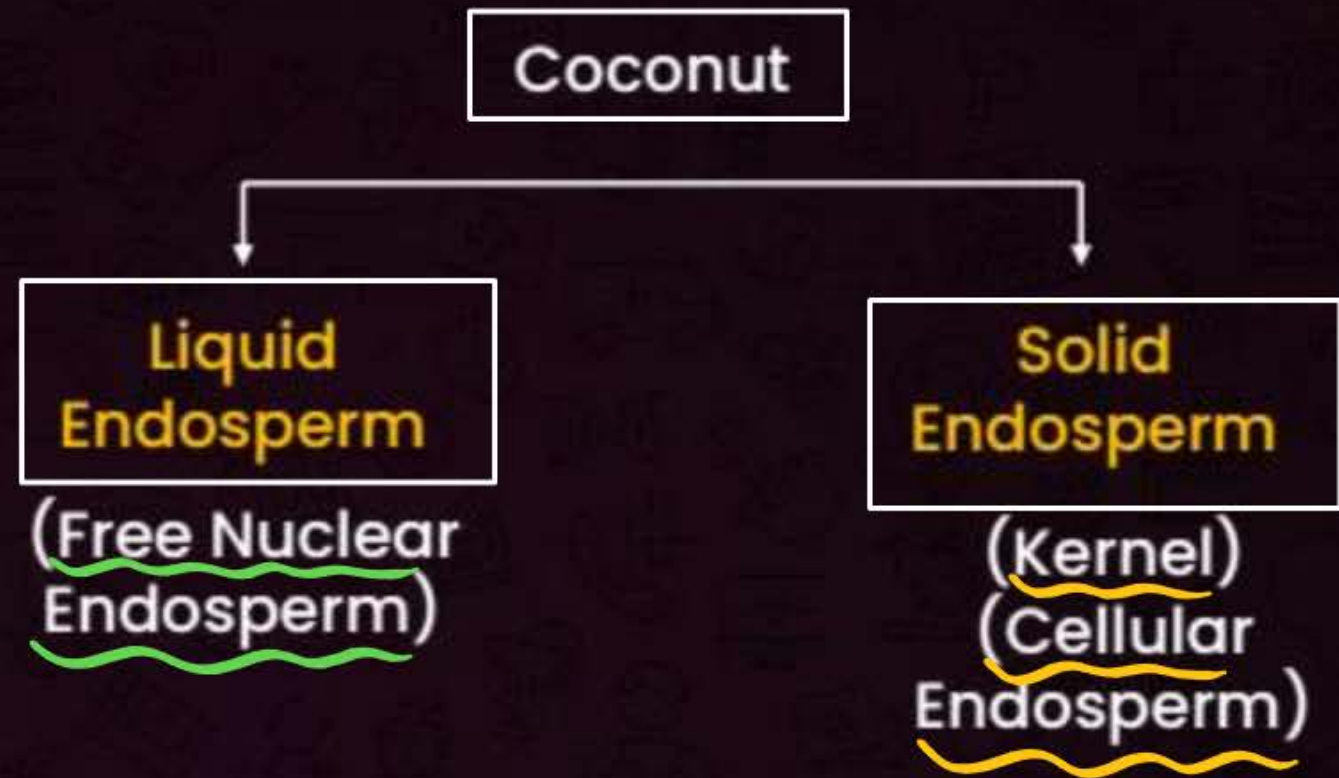 Coconut
Liquid
Endosperm
(Free Nuclear
Endosperm)
Solid
Endosperm
(Kernel)
(Cellular
Endosperm)